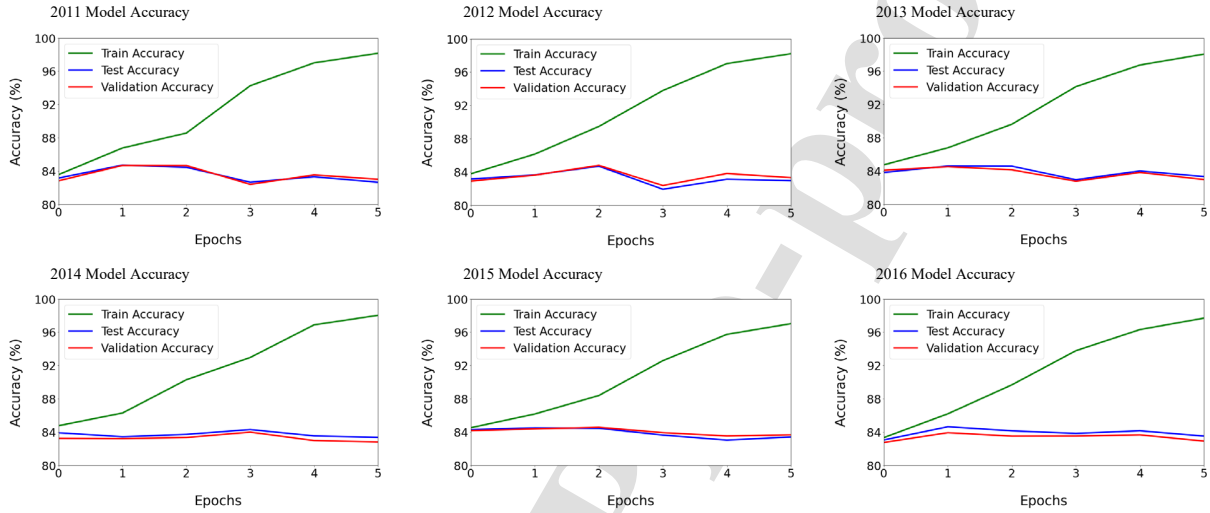 2011 Model Accuracy
100
96
92
88
84
80
Accuracy (%)
Train Accuracy
Test Accuracy
Validation Accuracy
0 1 2 3 4 5
Epochs
2012 Model Accuracy
100
96
92
88
84
80
Accuracy (%)
Train Accuracy
Test Accuracy
Validation Accuracy
0 1 2 3 4 5
Epochs
2013 Model Accuracy
100
96
92
88
84
80
Accuracy (%)
Train Accuracy
Test Accuracy
Validation Accuracy
0 1 2 3 4 5
Epochs
2014 Model Accuracy
100
96
92
88
84
80
Accuracy (%)
Train Accuracy
Test Accuracy
Validation Accuracy
0 1 2 3 4 5
Epochs
2015 Model Accuracy
100
96
92
88
84
80
Accuracy (%)
Train Accuracy
Test Accuracy
Validation Accuracy
0 1 2 3 4 5
Epochs
2016 Model Accuracy
100
96
92
88
84
80
Accuracy (%)
Train Accuracy
Test Accuracy
Validation Accuracy
0 1 2 3 4 5
Epochs